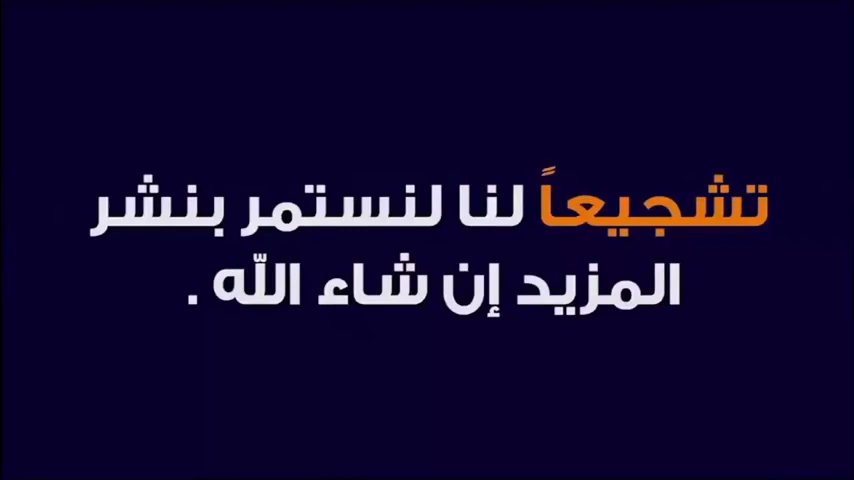 تشجيعاً لنا لنستمر بنشر
المزيد إن شاء الله .